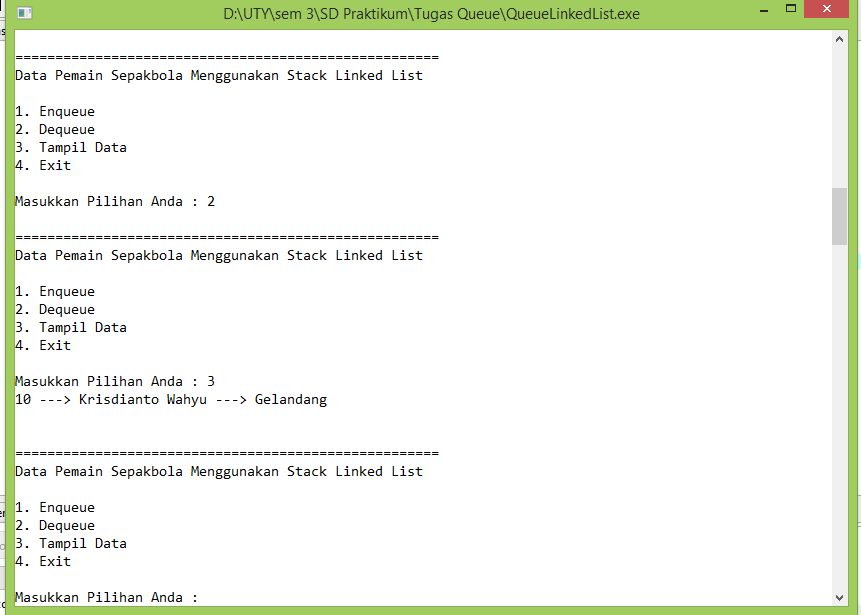 D:\UTY\sem 3\SD Praktikum\Tugas Queue\QueueLinkedList.exe
=====================================================
Data Pemain Sepakbola Menggunakan Stack Linked List
1. Enqueue
2. Dequeue
3. Tampil Data
4. Exit
Masukkan Pilihan Anda : 2
=====================================================
Data Pemain Sepakbola Menggunakan Stack Linked List
1. Enqueue
2. Dequeue
3. Tampil Data
4. Exit
Masukkan Pilihan Anda : 3
10 ---> Krisdianto Wahyu ---> Gelandang
=====================================================
Data Pemain Sepakbola Menggunakan Stack Linked List
1. Enqueue
2. Dequeue
3. Tampil Data
4. Exit
Masukkan Pilihan Anda :